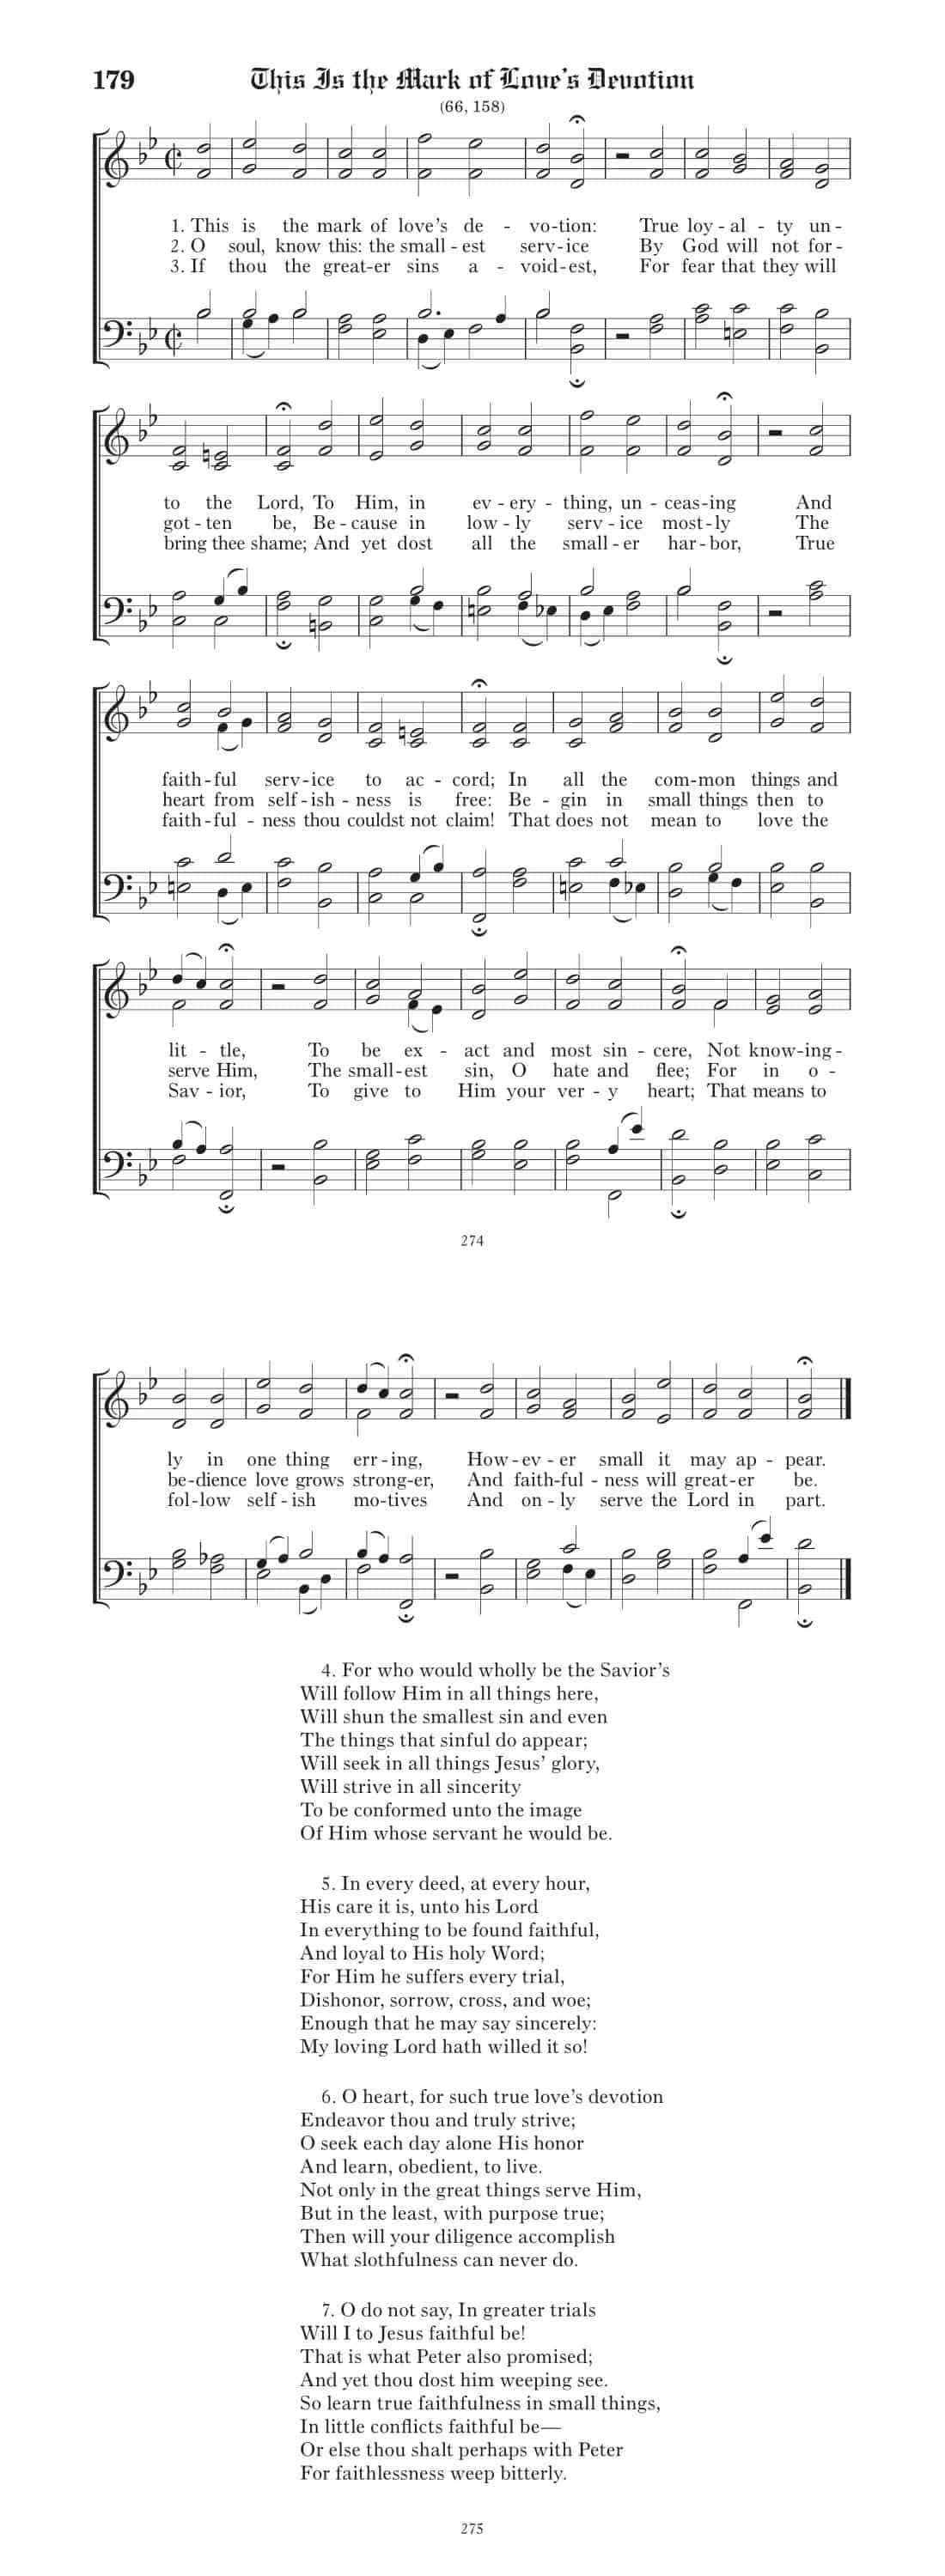 179 This Is the Mark of Love's Devotion
(66, 158)
1. This is the mark of love's de - vo-tion: True loy - al - ty un -
2. O soul, know this: the small - est serv - ice By God will not for -
3. If thou the great-er sins a - void-est, For fear that they will
to the Lord, To Him, in ev - ery - thing, un - ceas-ing And
got - ten be, Be - cause in low - ly serv - ice most-ly The
bring thee shame; And yet dost all the small - er har - bor, True
faith - ful serv - ice to ac - cord; In all the com-mon things and
heart from self - ish - ness is free: Be - gin in small things then to
faith - ful - ness thou couldst not claim! That does not mean to love the
lit - tle, To be ex - act and most sin - cere, Not know-ing -
serve Him, The small-est sin, O hate and flee; For in o -
Sav - ior, To give to Him your ver - y heart; That means to
274
ly in one thing err - ing, How - ev - er small it may ap - pear.
be-dience love grows strong-er, And faith-ful - ness will great-er be.
fol-low self - ish mo-tives And on - ly serve the Lord in part.
4. For who would wholly be the Savior's
Will follow Him in all things here,
Will shun the smallest sin and even
The things that sinful do appear;
Will seek in all things Jesus' glory,
Will strive in all sincerity
To be conformed unto the image
Of Him whose servant he would be.
5. In every deed, at every hour,
His care it is, unto his Lord
In everything to be found faithful,
And loyal to His holy Word;
For Him he suffers every trial,
Dishonor, sorrow, cross, and woe;
Enough that he may say sincerely:
My loving Lord hath willed it so!
6. O heart, for such true love's devotion
Endeavor thou and truly strive;
O seek each day alone His honor
And learn, obedient, to live.
Not only in the great things serve Him,
But in the least, with purpose true;
Then will your diligence accomplish
What slothfulness can never do.
7. O do not say, In greater trials
Will I to Jesus faithful be!
That is what Peter also promised;
And yet thou dost him weeping see.
So learn true faithfulness in small things,
In little conflicts faithful be—
Or else thou shalt perhaps with Peter
For faithlessness weep bitterly.
275